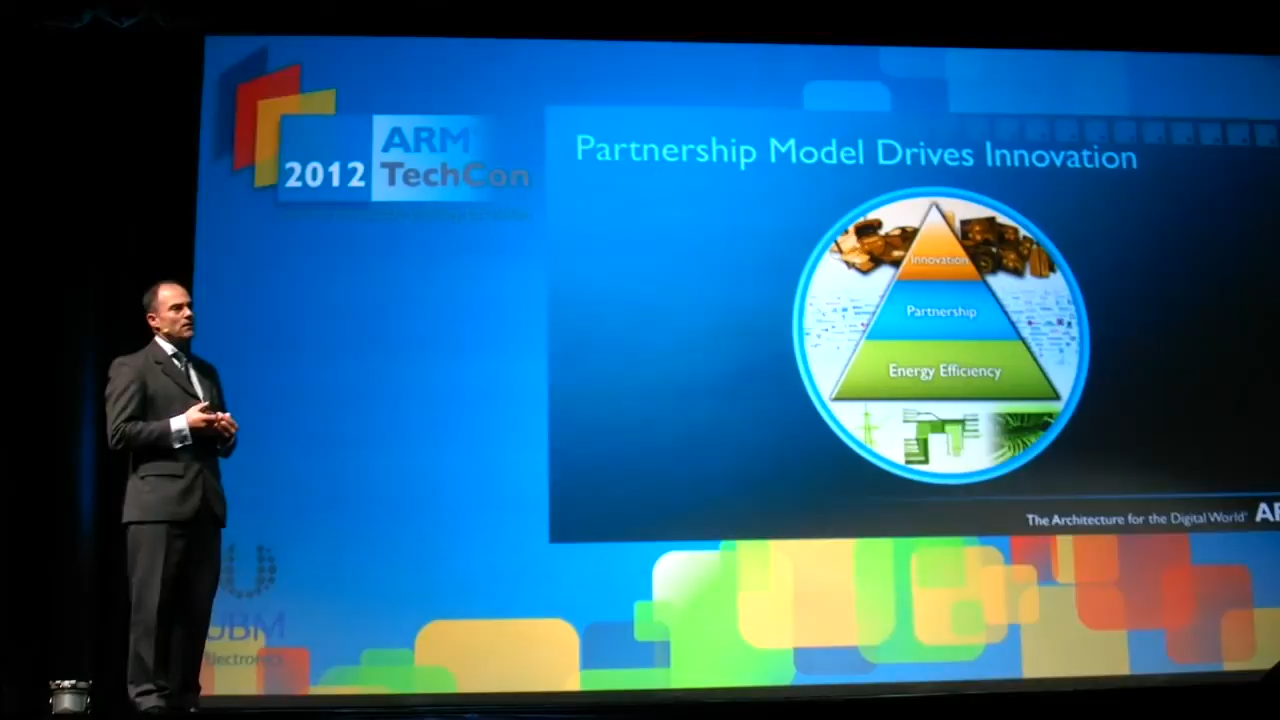 ARM
2012 TechCon
Partnership Model Drives Innovation
Innovation
Partnership
Energy Efficiency
The Architecture for the Digital World®
UBM
Electronics